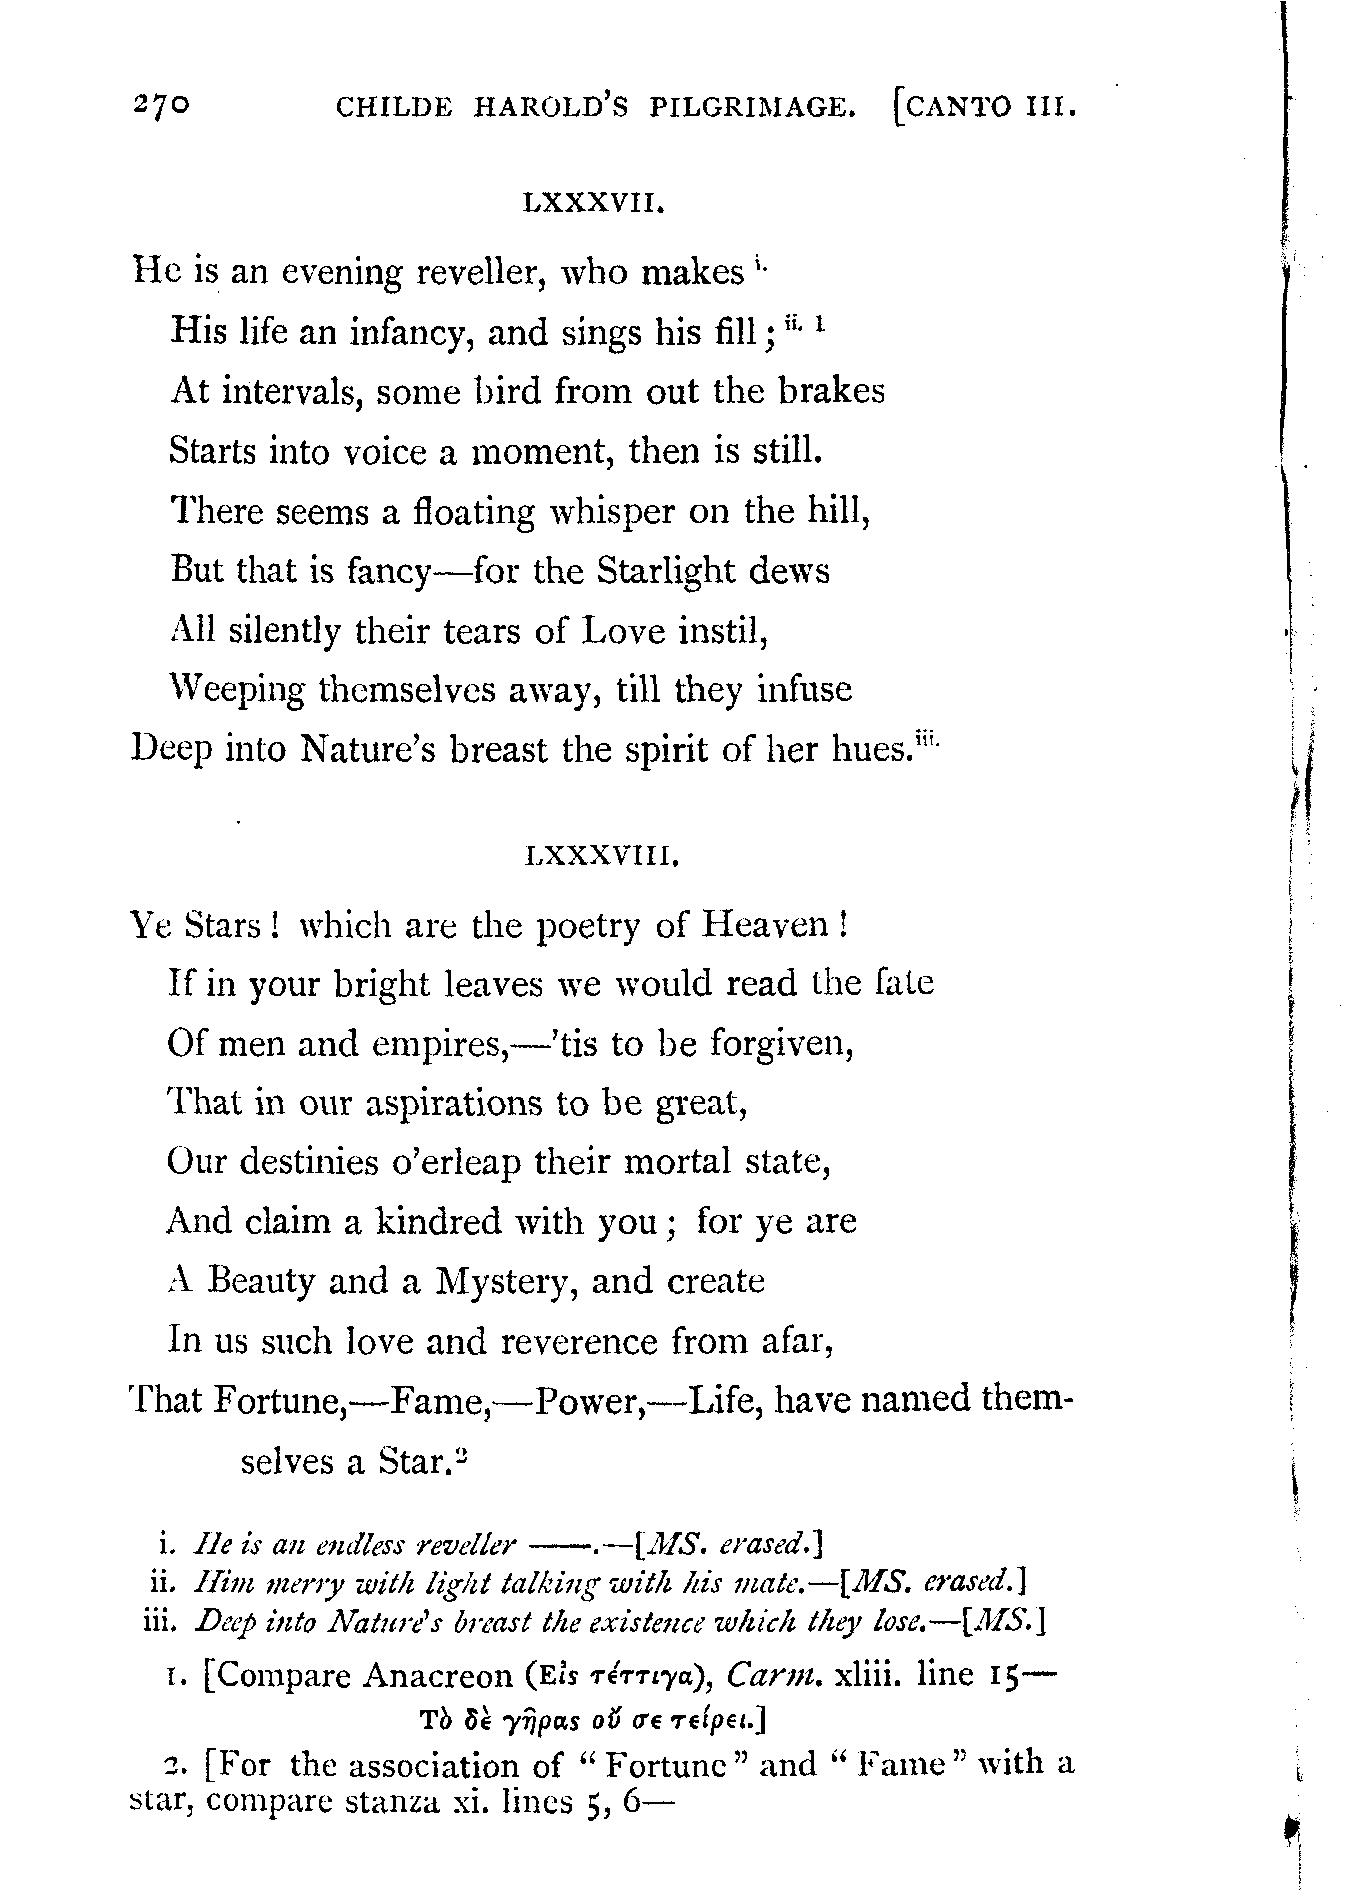 270 CHILDE HAROLD'S PILGRIMAGE. [CANTO III.
LXXXVII.
He is an evening reveller, who makes i.
His life an infancy, and sings his fill; ii. 1
At intervals, some bird from out the brakes
Starts into voice a moment, then is still.
There seems a floating whisper on the hill,
But that is fancy—for the Starlight dews
All silently their tears of Love instil,
Weeping themselves away, till they infuse
Deep into Nature's breast the spirit of her hues.iii.
LXXXVIII.
Ye Stars! which are the poetry of Heaven!
If in your bright leaves we would read the fate
Of men and empires,—'tis to be forgiven,
That in our aspirations to be great,
Our destinies o'erleap their mortal state,
And claim a kindred with you; for ye are
A Beauty and a Mystery, and create
In us such love and reverence from afar,
That Fortune,—Fame,—Power,—Life, have named them-
selves a Star.2
i. He is an endless reveller ——.—[MS. erased.]
ii. Him merry with light talking with his mate.—[MS. erased.]
iii. Deep into Nature's breast the existence which they lose.—[MS.]
1. [Compare Anacreon (Εἰς τέττιγα), Carm. xliii. line 15—
Τὸ δὲ γῆρας οὔ σε τείρει.]
2. [For the association of "Fortune" and "Fame" with a
star, compare stanza xi. lines 5, 6—